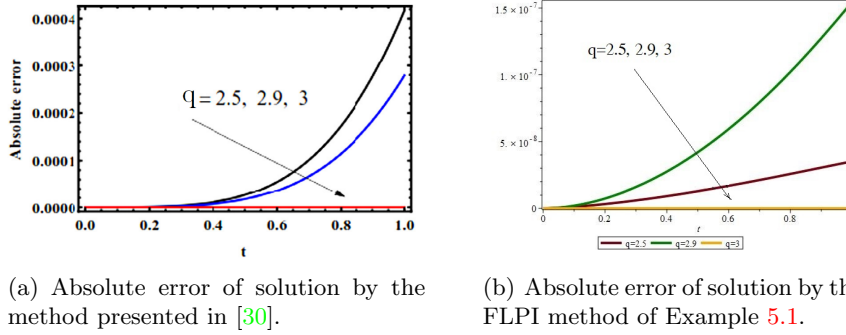 0.0004
0.0003
0.0002
0.0001
0.0000
Absolute error
q = 2.5, 2.9, 3
0.0 0.2 0.4 0.6 0.8 1.0
t
(a) Absolute error of solution by the
method presented in [30].
1.5 × 10⁻⁷
1. × 10⁻⁷
5. × 10⁻⁸
0
q=2.5, 2.9, 3
0 0.2 0.4 0.6 0.8
t
q=2.5 q=2.9 q=3
(b) Absolute error of solution by th
FLPI method of Example 5.1.